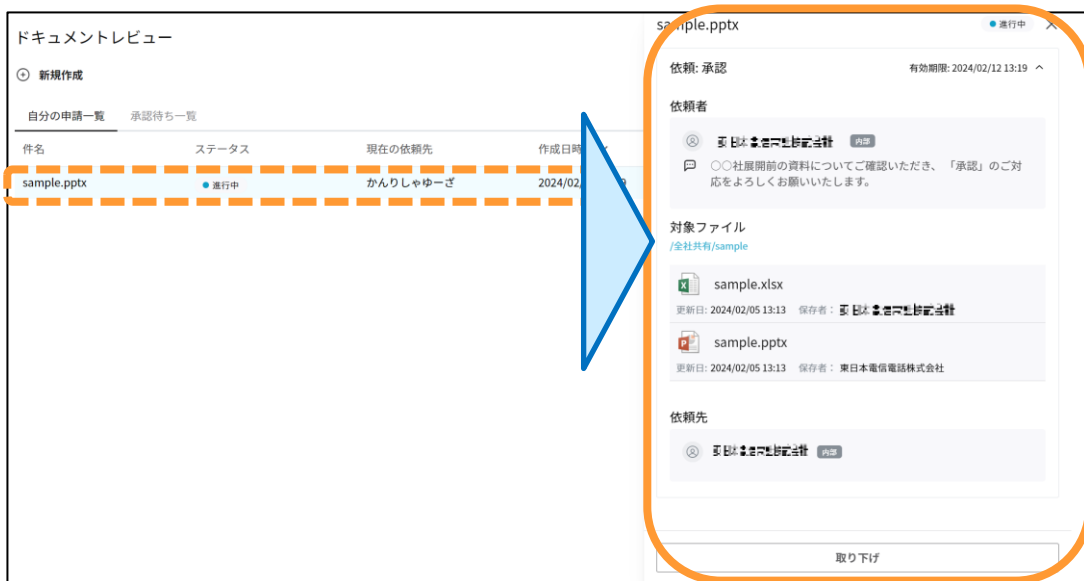 ドキュメントレビュー
新規作成
自分の申請一覧 承認待ち一覧
件名 ステータス 現在の依頼先 作成日時
sample.pptx 進行中 かんりしゃゆーざ 2024/02/
sample.pptx 進行中
依頼: 承認 有効期限: 2024/02/12 13:19
依頼者
内部
○○社展開前の資料についてご確認いただき、「承認」のご対
応をよろしくお願いいたします。
対象ファイル
/全社共有/sample
sample.xlsx
更新日: 2024/02/05 13:13 保存者：
sample.pptx
更新日: 2024/02/05 13:13 保存者： 東日本電信電話株式会社
依頼先
内部
取り下げ